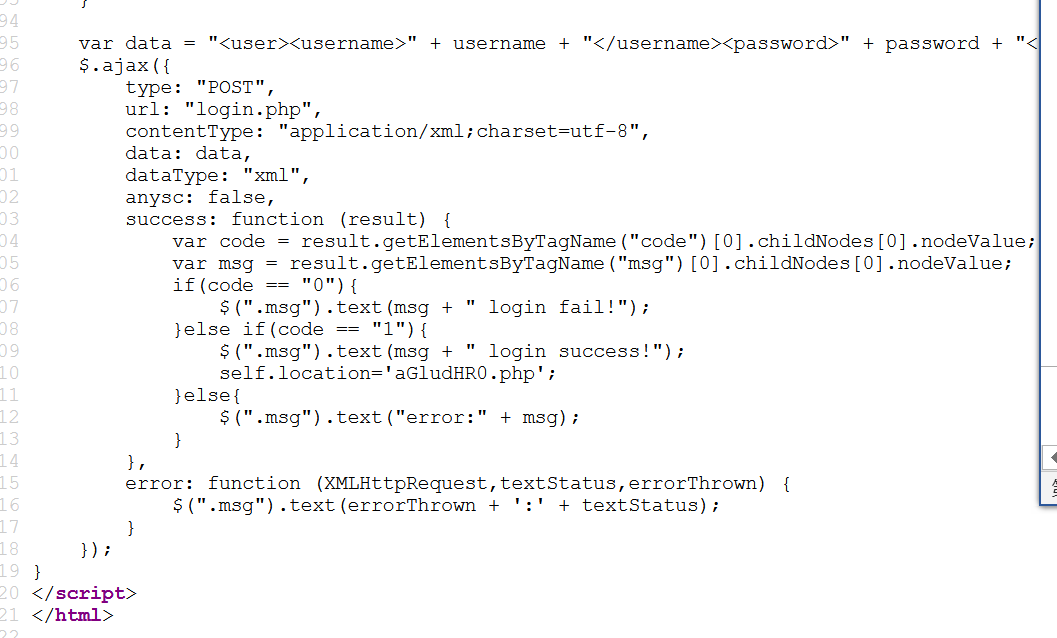 94
95 var data = "<user><username>" + username + "</username><password>" + password + "<
96 $.ajax({
97 type: "POST",
98 url: "login.php",
99 contentType: "application/xml;charset=utf-8",
00 data: data,
01 dataType: "xml",
02 anysc: false,
03 success: function (result) {
04 var code = result.getElementsByTagName("code")[0].childNodes[0].nodeValue;
05 var msg = result.getElementsByTagName("msg")[0].childNodes[0].nodeValue;
06 if(code == "0"){
07 $(".msg").text(msg + " login fail!");
08 }else if(code == "1"){
09 $(".msg").text(msg + " login success!");
10 self.location='aGludHR0.php';
11 }else{
12 $(".msg").text("error:" + msg);
13 }
14 },
15 error: function (XMLHttpRequest,textStatus,errorThrown) {
16 $(".msg").text(errorThrown + ':' + textStatus);
17 }
18 });
19 }
20 </script>
21 </html>